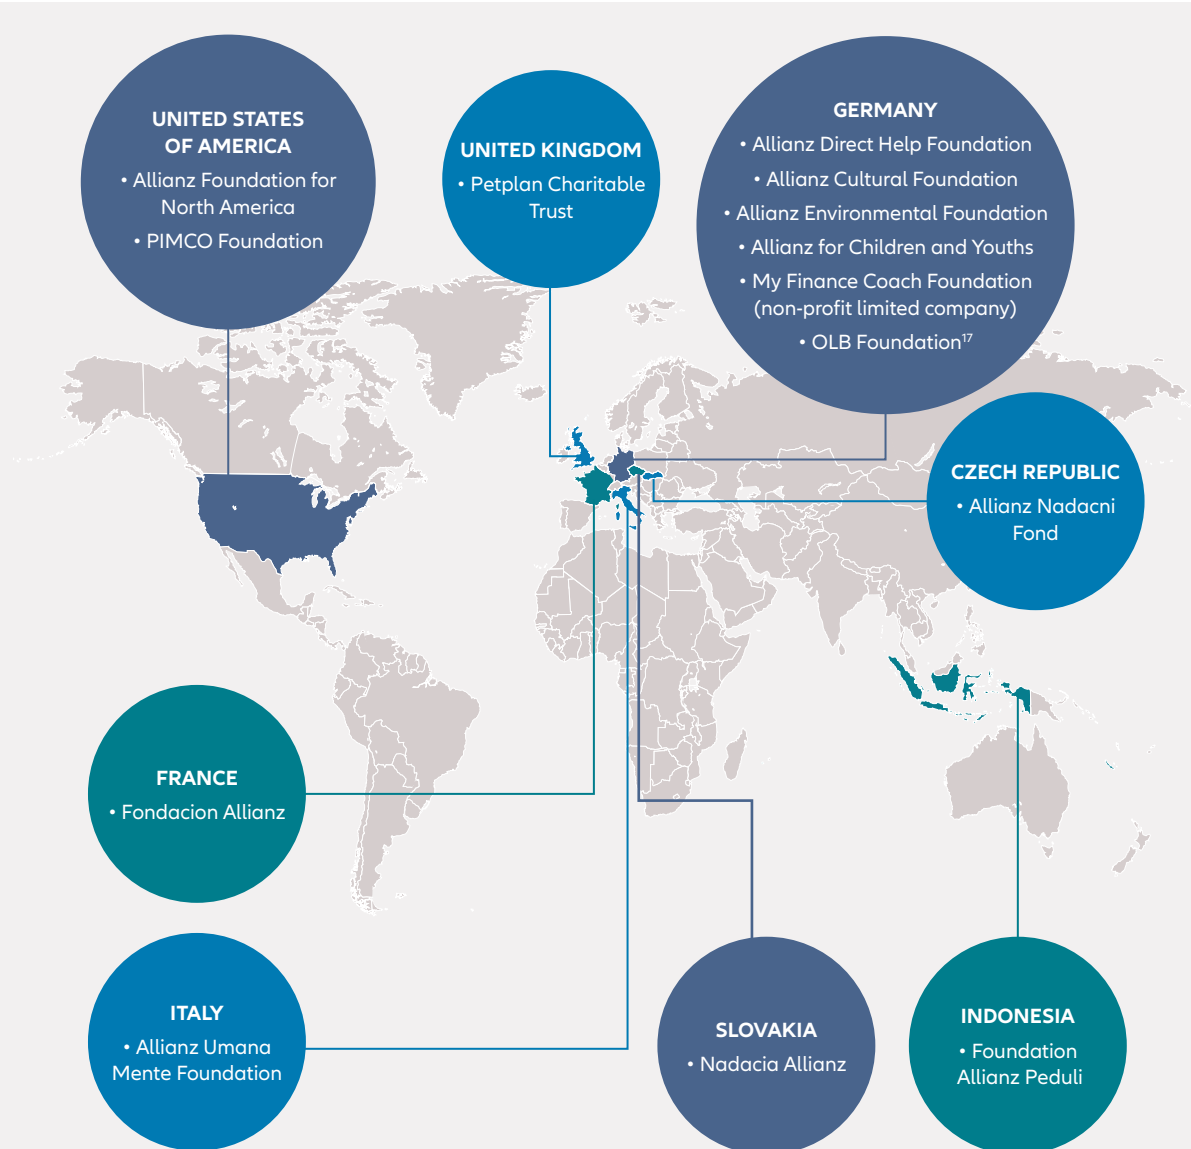 UNITED STATES
OF AMERICA
• Allianz Foundation for
North America
• PIMCO Foundation
UNITED KINGDOM
• Petplan Charitable
Trust
GERMANY
• Allianz Direct Help Foundation
• Allianz Cultural Foundation
• Allianz Environmental Foundation
• Allianz for Children and Youths
• My Finance Coach Foundation
(non-profit limited company)
• OLB Foundation¹⁷
CZECH REPUBLIC
• Allianz Nadacni
Fond
FRANCE
• Fondacion Allianz
ITALY
• Allianz Umana
Mente Foundation
SLOVAKIA
• Nadacia Allianz
INDONESIA
• Foundation
Allianz Peduli